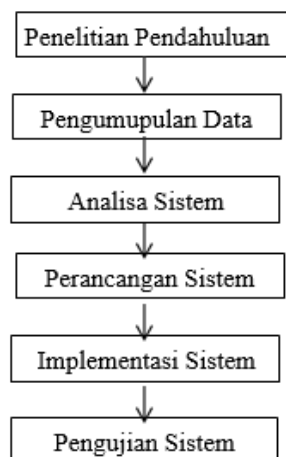 Penelitian Pendahuluan
Pengumupulan Data
Analisa Sistem
Perancangan Sistem
Implementasi Sistem
Pengujian Sistem